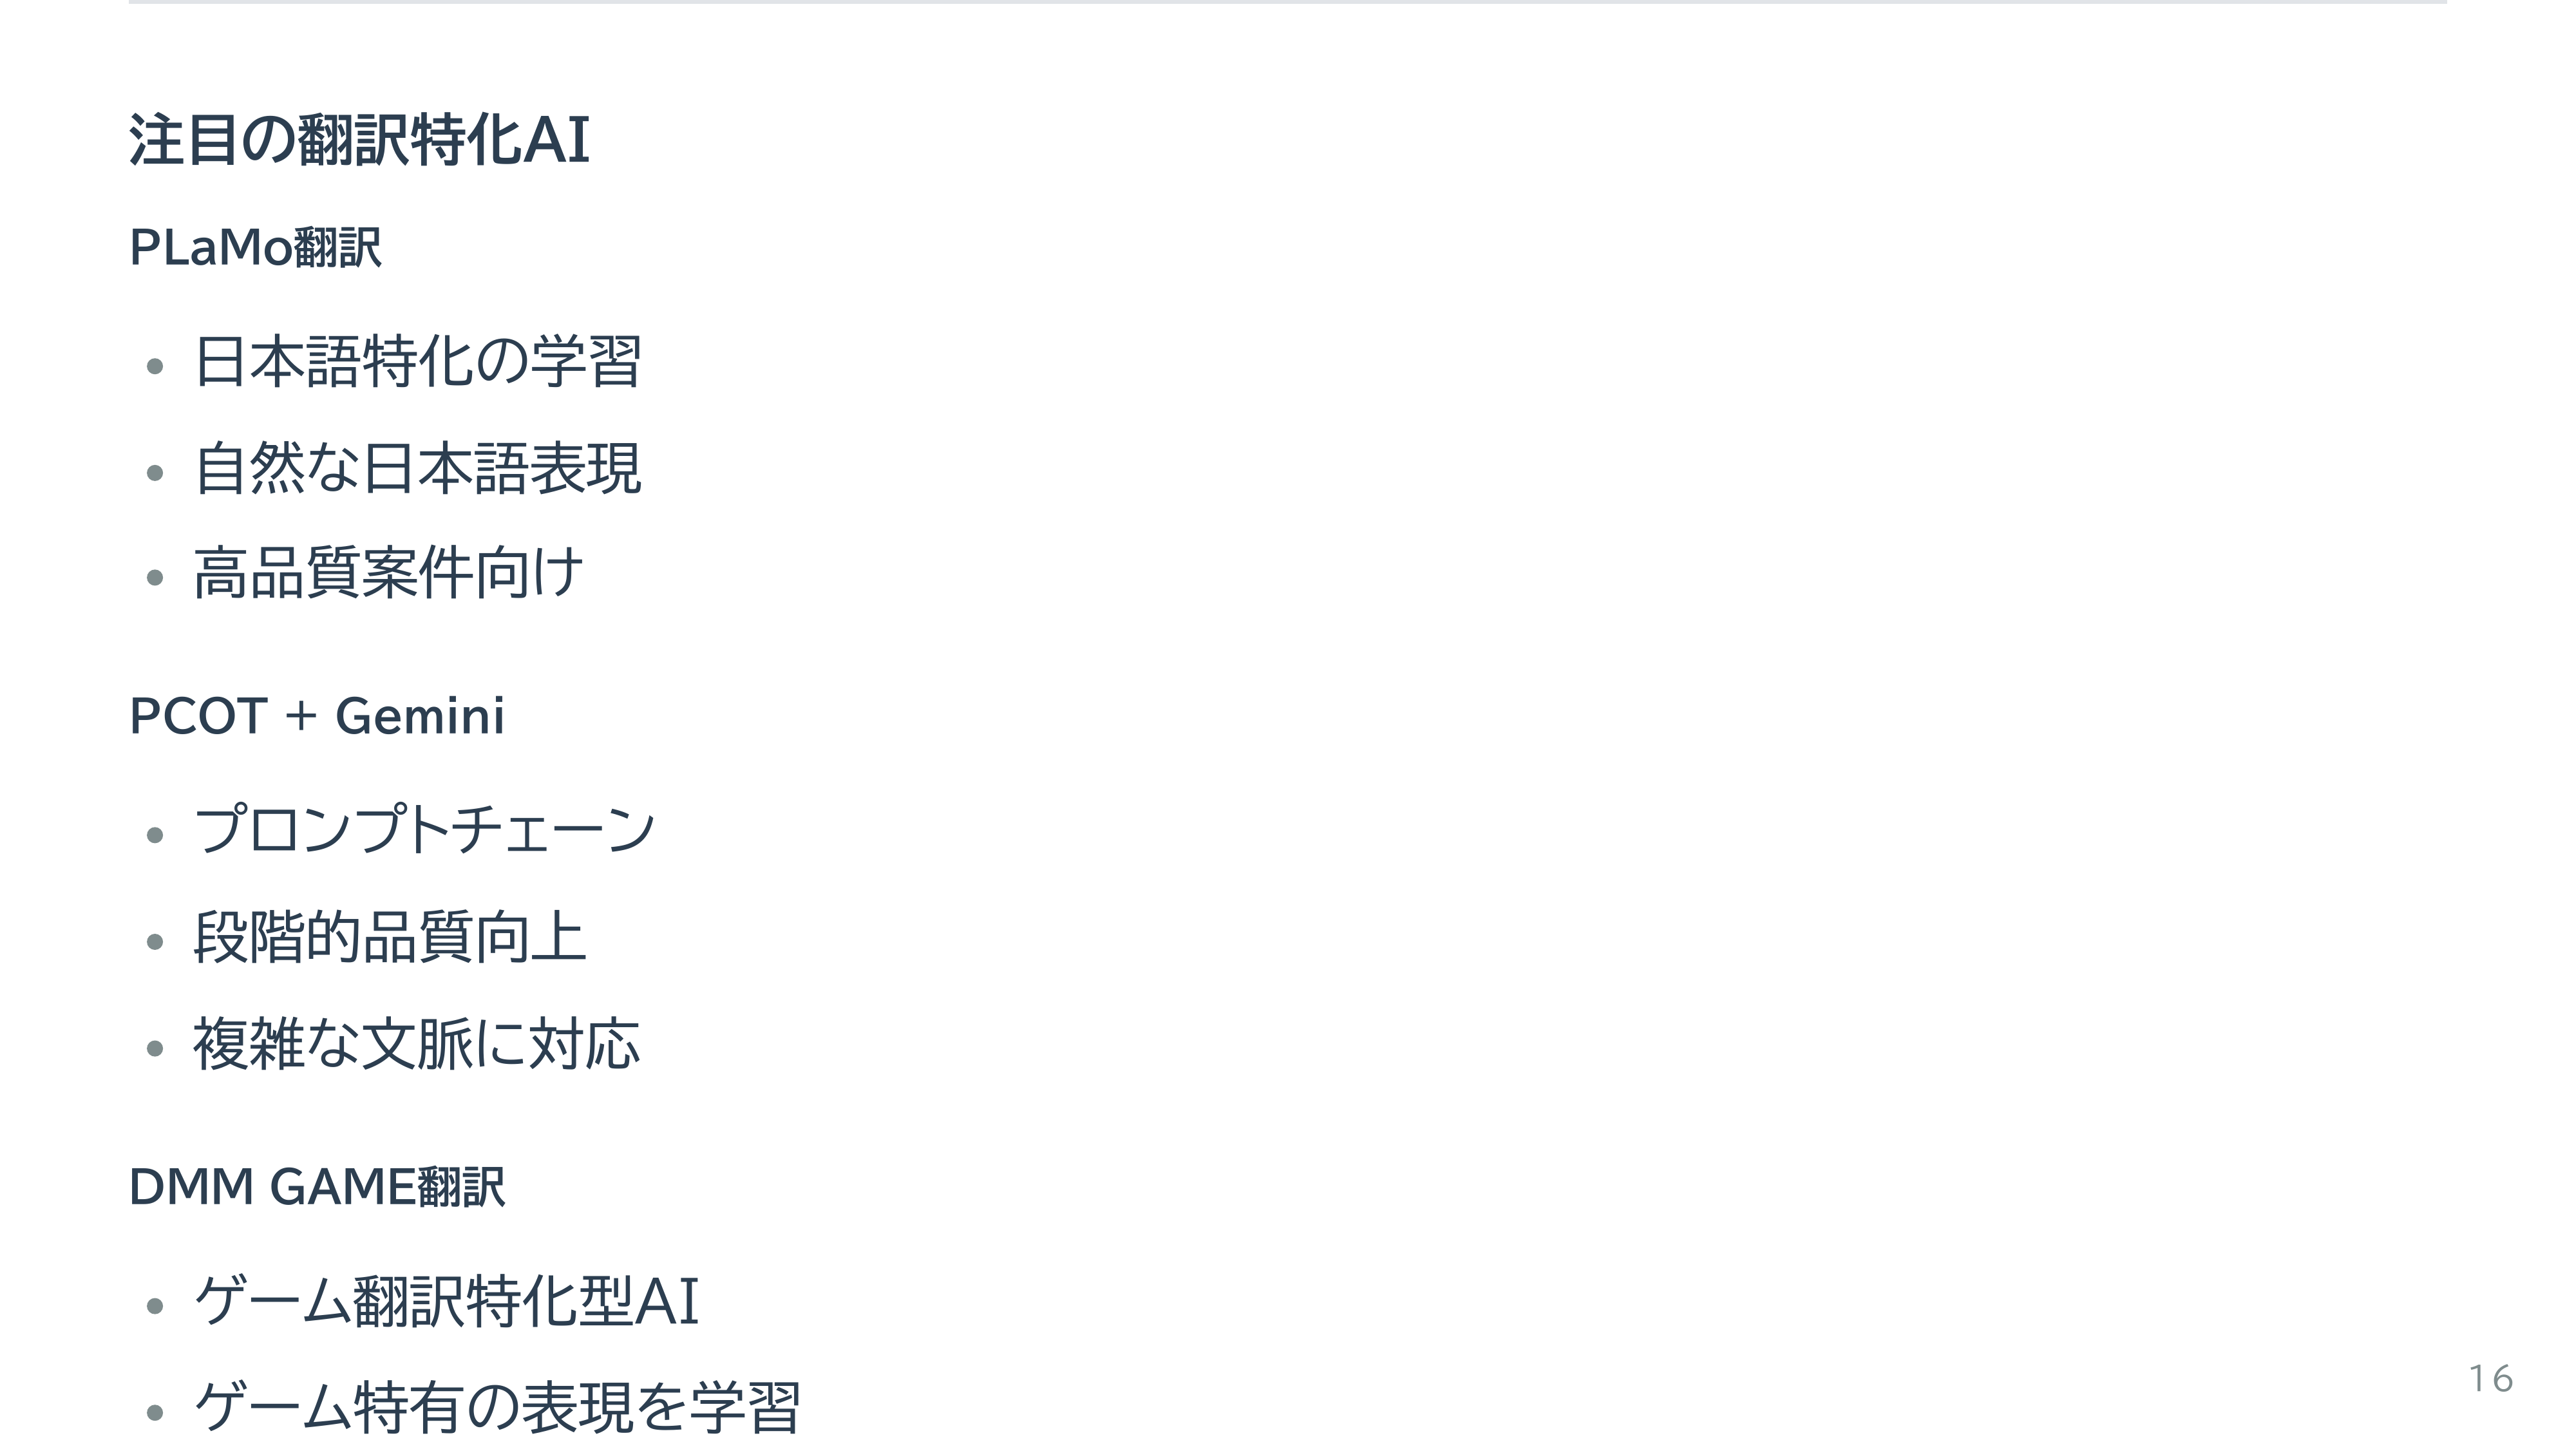 注目の翻訳特化AI
PLaMo翻訳
• 日本語特化の学習
• 自然な日本語表現
• 高品質案件向け
PCOT + Gemini
• プロンプトチェーン
• 段階的品質向上
• 複雑な文脈に対応
DMM GAME翻訳
• ゲーム翻訳特化型AI
• ゲーム特有の表現を学習
16